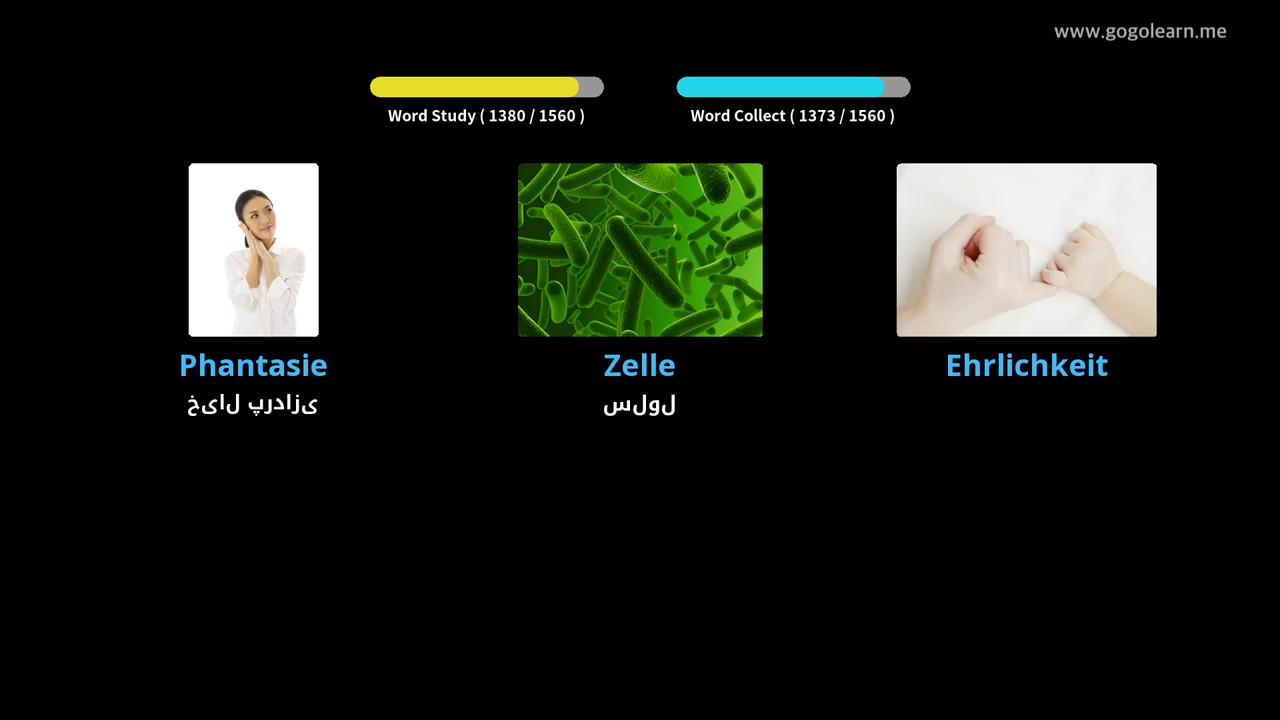 www.gogolearn.me
Word Study ( 1380 / 1560 )
Word Collect ( 1373 / 1560 )
Phantasie
خیال پردازی
Zelle
سلول
Ehrlichkeit